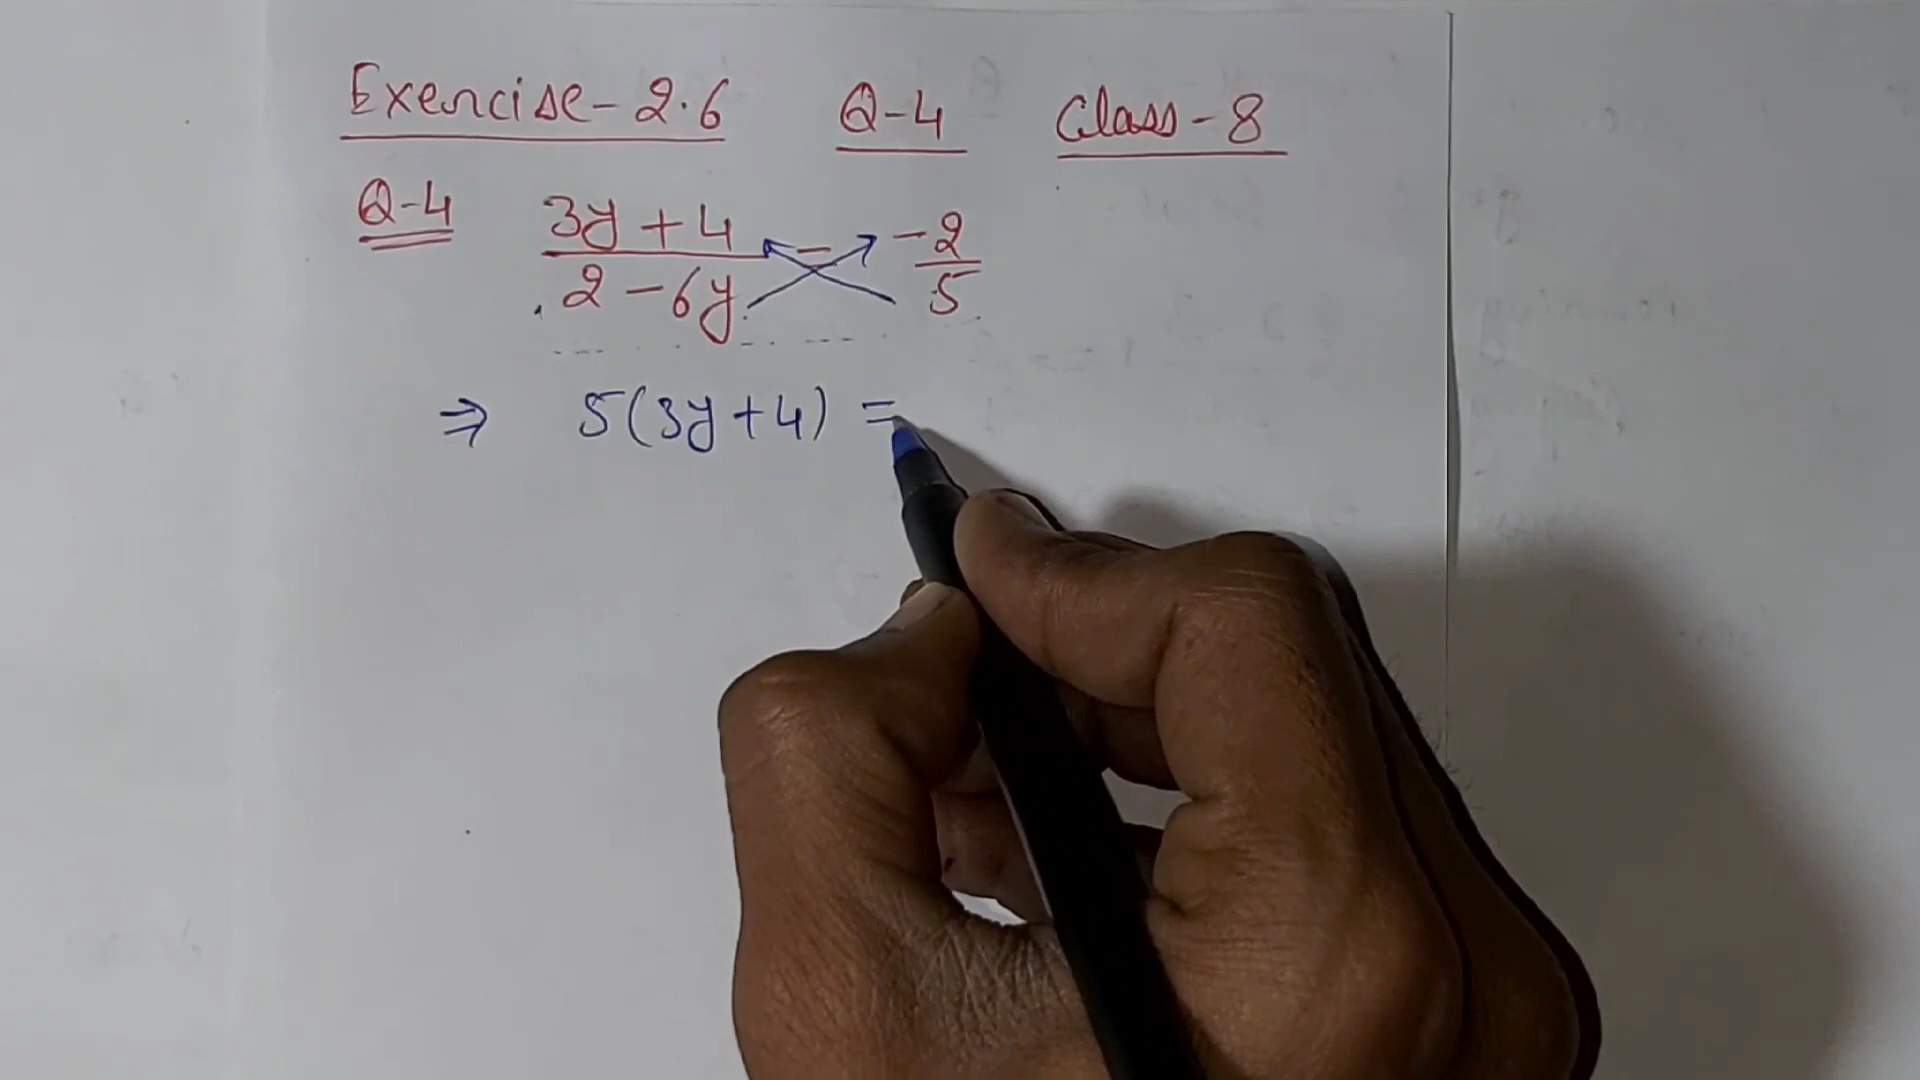 Exercise-2.6 Q-4 Class-8
Q-4 3y+4/2-6y = -2/5
⇒ 5(3y+4) =